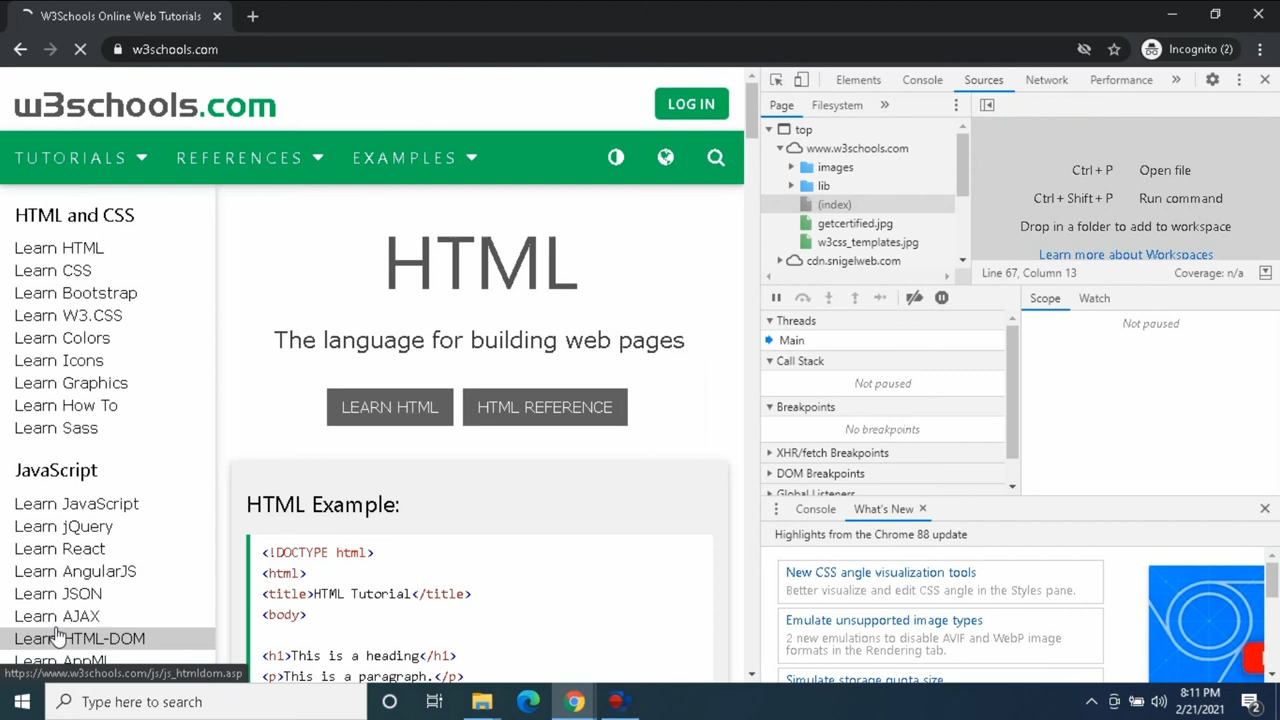 W3Schools Online Web Tutorials
w3schools.com
Incognito (2)
w3schools.com
LOG IN
TUTORIALS
REFERENCES
EXAMPLES
HTML and CSS
Learn HTML
Learn CSS
Learn Bootstrap
Learn W3.CSS
Learn Colors
Learn Icons
Learn Graphics
Learn How To
Learn Sass
JavaScript
Learn JavaScript
Learn jQuery
Learn React
Learn AngularJS
Learn JSON
Learn AJAX
Learn HTML-DOM
Learn AppML
https://www.w3schools.com/js/js_htmldom.asp
HTML
The language for building web pages
LEARN HTML
HTML REFERENCE
HTML Example:
<!DOCTYPE html>
<html>
<title>HTML Tutorial</title>
<body>
<h1>This is a heading</h1>
<p>This is a paragraph.</p>
Elements
Console
Sources
Network
Performance
Page
Filesystem
top
www.w3schools.com
images
lib
(index)
getcertified.jpg
w3css_templates.jpg
cdn.snigelweb.com
Ctrl + P Open file
Ctrl + Shift + P Run command
Drop in a folder to add to workspace
Learn more about Workspaces
Line 67, Column 13
Coverage: n/a
Threads
Main
Call Stack
Not paused
Breakpoints
No breakpoints
XHR/fetch Breakpoints
DOM Breakpoints
Global Listeners
Scope
Watch
Not paused
Console
What's New
Highlights from the Chrome 88 update
New CSS angle visualization tools
Better visualize and edit CSS angle in the Styles pane.
Emulate unsupported image types
2 new emulations to disable AVIF and WebP image
formats in the Rendering tab.
Simulate storage quota size
Type here to search
8:11 PM
2/21/2021
2